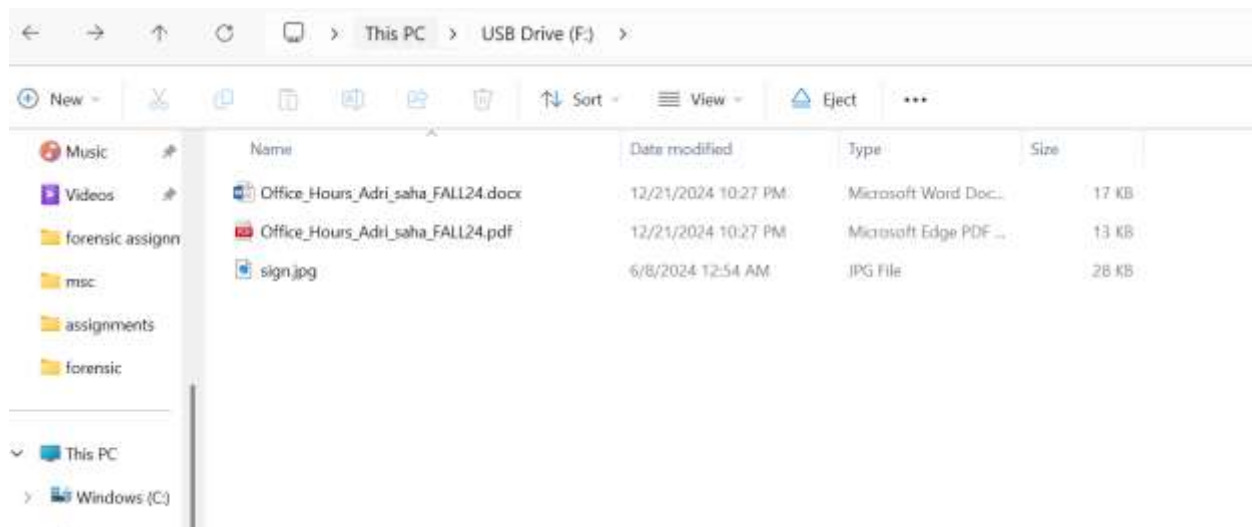 This PC > USB Drive (F:) >
New Sort View Eject ...
Music
Videos
forensic assignn
msc
assignments
forensic
This PC
Windows (C:)
Name Date modified Type Size
Office_Hours_Adri_saha_FALL24.docx 12/21/2024 10:27 PM Microsoft Word Doc... 17 KB
Office_Hours_Adri_saha_FALL24.pdf 12/21/2024 10:27 PM Microsoft Edge PDF ... 13 KB
sign.jpg 6/8/2024 12:54 AM JPG File 28 KB